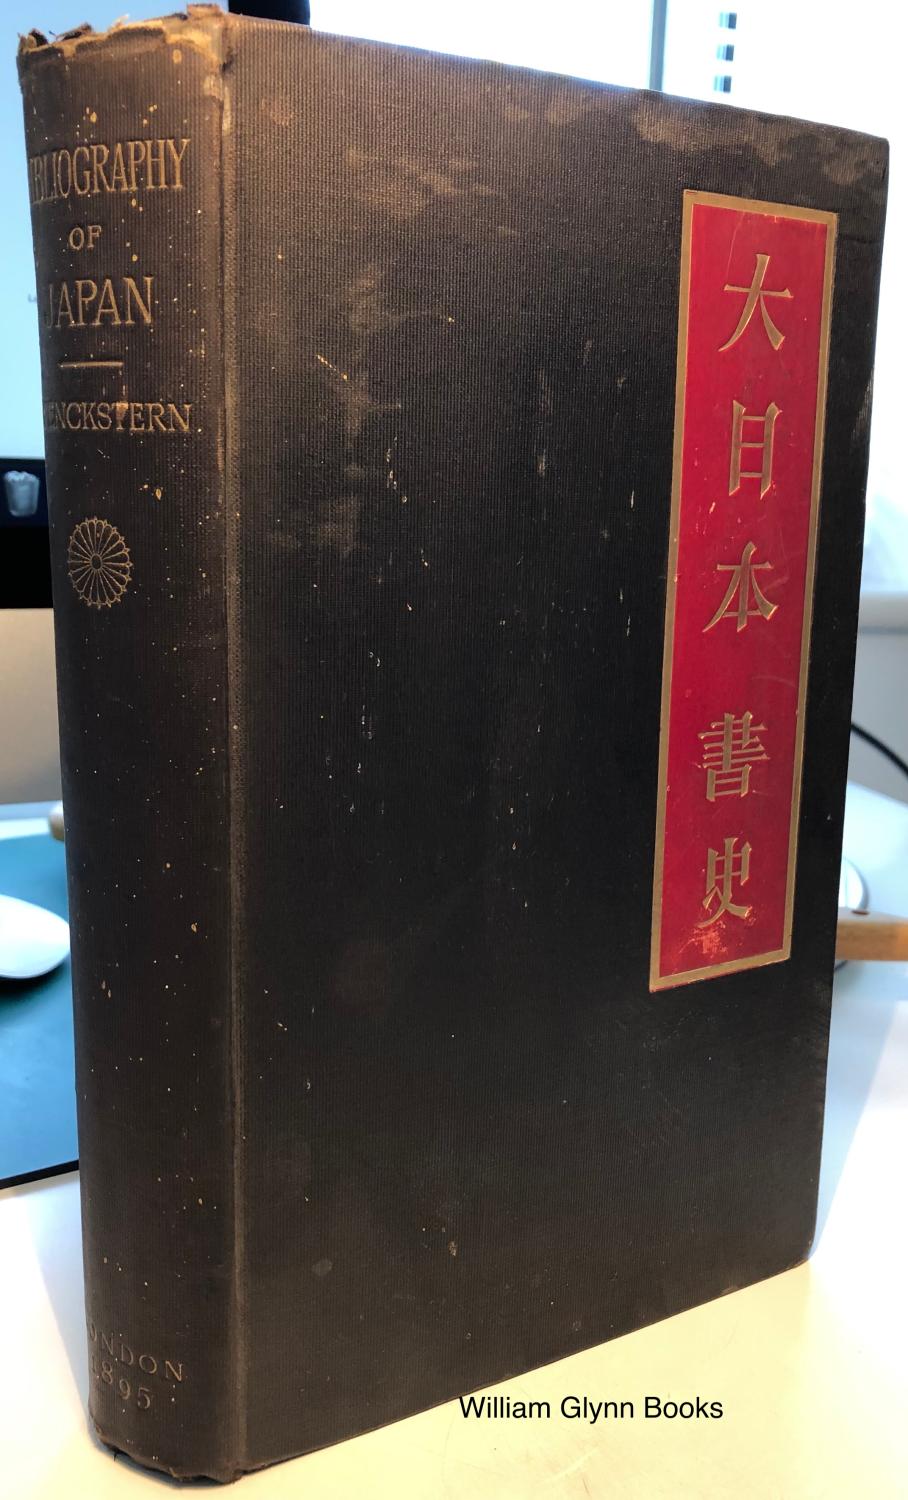 BIBLIOGRAPHY
OF
JAPAN
WENCKSTERN
LONDON
1895
大日本書史
William Glynn Books